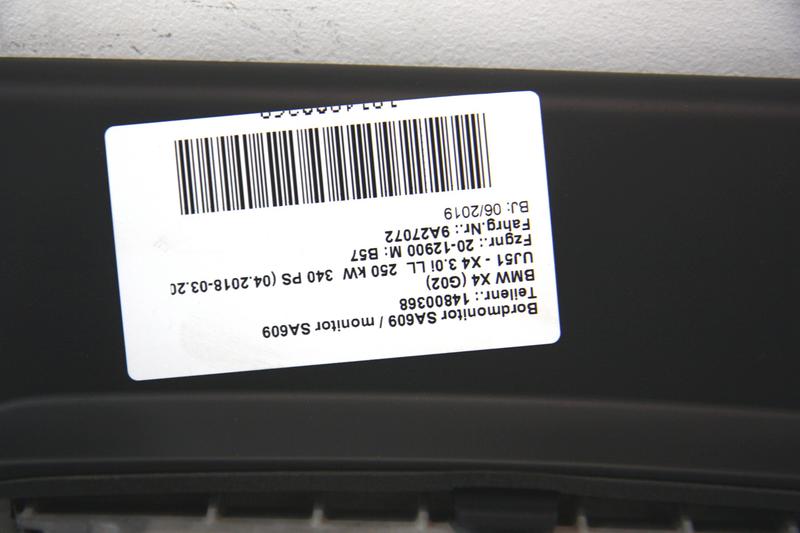 Bordmonitor SA609 / monitor SA609
Teilenr.: 14800368
BMW X4 (G02)
UJ51 - X4 3.0i LL 250 kW 340 PS (04.2018-03.20
Fzgnr.: 20-12900 M: B57
Fahrg.Nr.: 9A27072
BJ: 06/2019